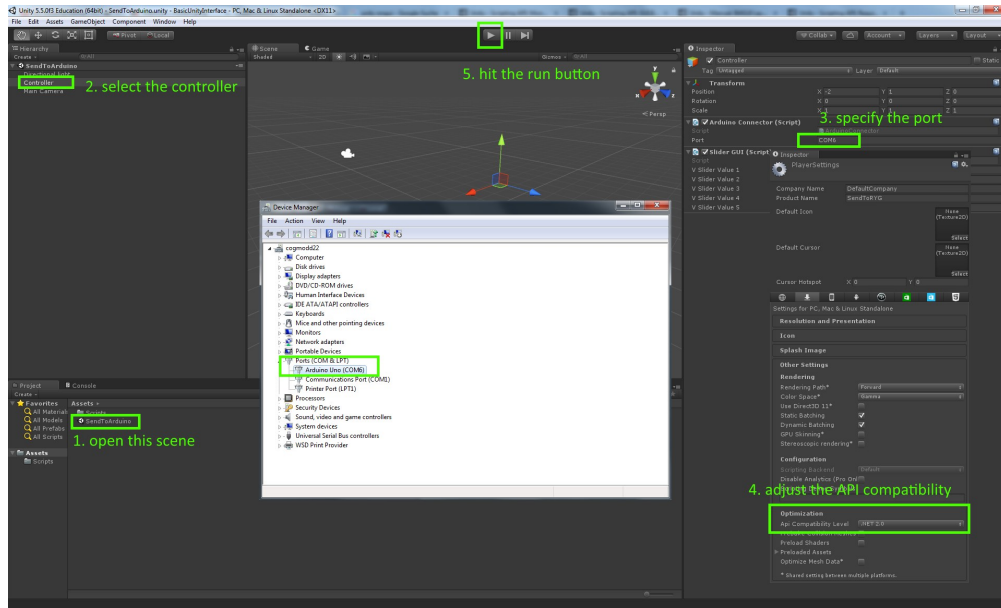 Unity 5.5.0f3 Education (64bit) - SendToArduino.unity - BasicUnityInterface - PC, Mac & Linux Standalone <DX11>
File Edit Assets GameObject Component Window Help
Pivot Local
Collab Account Layers Layout
5. hit the run button
Hierarchy
Create All
SendToArduino
Directional light
Controller
Main Camera
2. select the controller
Scene Game
Shaded 2D Gizmos All
y
x z
Persp
Inspector
Controller Static
Tag Untagged Layer Default
Transform
Position X -2 Y 1 Z 0
Rotation X 0 Y 0 Z 0
Scale X 1 Y 1 Z 1
3. specify the port
Arduino Connector (Script)
Script ArduinoConnector
Port COM6
Slider GUI (Script)
Script
V Slider Value 1
V Slider Value 2
V Slider Value 3
V Slider Value 4
V Slider Value 5
Inspector
PlayerSettings
Company Name DefaultCompany
Product Name SendToRYG
Default Icon
None
(Texture2D)
Select
Default Cursor
None
(Texture2D)
Select
Cursor Hotspot X 0 Y 0
Settings for PC, Mac & Linux Standalone
Resolution and Presentation
Icon
Splash Image
Other Settings
Rendering
Rendering Path* Forward
Color Space* Gamma
Use Direct3D 11*
Static Batching
Dynamic Batching
GPU Skinning*
Stereoscopic rendering*
Configuration
Scripting Backend Default
Disable Analytics (Pro Onl
4. adjust the API compatibility
Optimization
Api Compatibility Level .NET 2.0
Preload Shaders
Preloaded Assets
Optimize Mesh Data*
* Shared setting between multiple platforms.
Device Manager
File Action View Help
cogmodd22
Computer
Disk drives
Display adapters
DVD/CD-ROM drives
Human Interface Devices
IDE ATA/ATAPI controllers
Keyboards
Mice and other pointing devices
Monitors
Network adapters
Portable Devices
Ports (COM & LPT)
Arduino Uno (COM6)
Communications Port (COM1)
Printer Port (LPT1)
Processors
Security Devices
Sound, video and game controllers
System devices
Universal Serial Bus controllers
WSD Print Provider
Project Console
Create
Favorites
All Material
All Models
All Prefabs
All Scripts
Assets
Scripts
Assets
Scripts
SendToArduino
1. open this scene